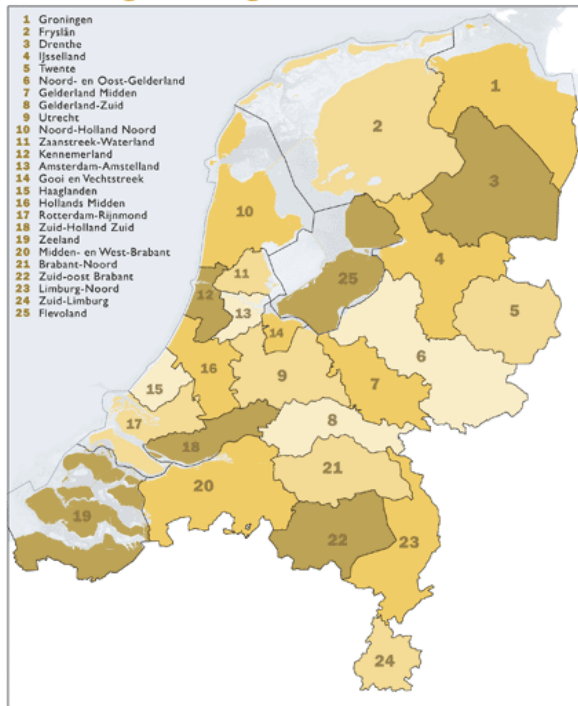 1 Groningen
2 Fryslân
3 Drenthe
4 IJsselland
5 Twente
6 Noord- en Oost-Gelderland
7 Gelderland Midden
8 Gelderland-Zuid
9 Utrecht
10 Noord-Holland Noord
11 Zaanstreek-Waterland
12 Kennemerland
13 Amsterdam-Amstelland
14 Gooi en Vechtstreek
15 Haaglanden
16 Hollands Midden
17 Rotterdam-Rijnmond
18 Zuid-Holland Zuid
19 Zeeland
20 Midden- en West-Brabant
21 Brabant-Noord
22 Zuid-oost Brabant
23 Limburg-Noord
24 Zuid-Limburg
25 Flevoland
1
2
3
10
4
11
25
12
13
5
14
6
16
15
9
7
17
8
18
21
20
19
22
23
24